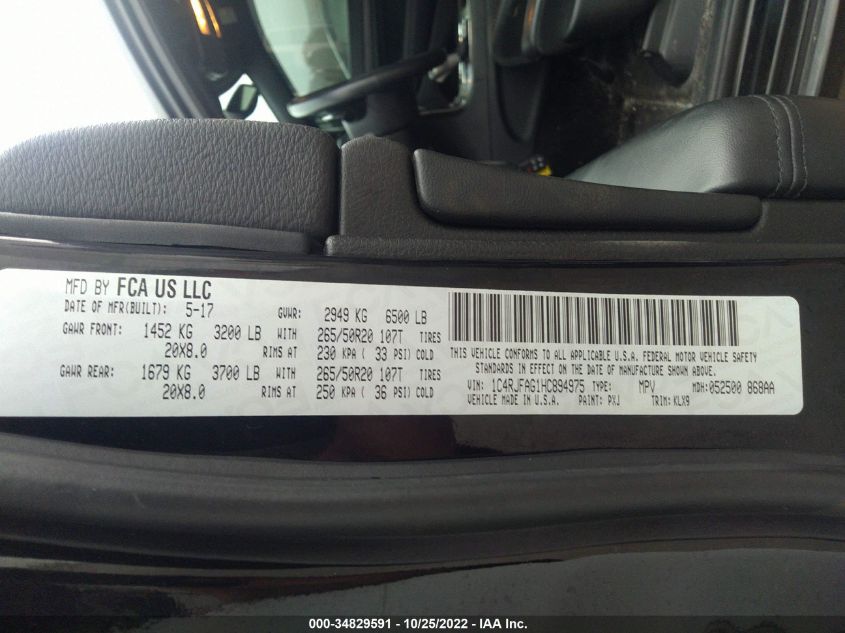 MFD BY FCA US LLC
DATE OF MFR(BUILT): 5-17 GVWR: 2949 KG 6500 LB
GAWR FRONT: 1452 KG 3200 LB WITH 265/50R20 107T TIRES
20X8.0 RIMS AT 230 KPA ( 33 PSI) COLD
GAWR REAR: 1679 KG 3700 LB WITH 265/50R20 107T TIRES
20X8.0 RIMS AT 250 KPA ( 36 PSI) COLD
THIS VEHICLE CONFORMS TO ALL APPLICABLE U.S.A. FEDERAL MOTOR VEHICLE SAFETY
STANDARDS IN EFFECT ON THE DATE OF MANUFACTURE SHOWN ABOVE.
VIN: 1C4RJFAG1HC894975 TYPE: MPV MDH: 052500 868AA
VEHICLE MADE IN U.S.A. PAINT: PXJ TRIM: KLX9
000-34829591 - 10/25/2022 - IAA Inc.